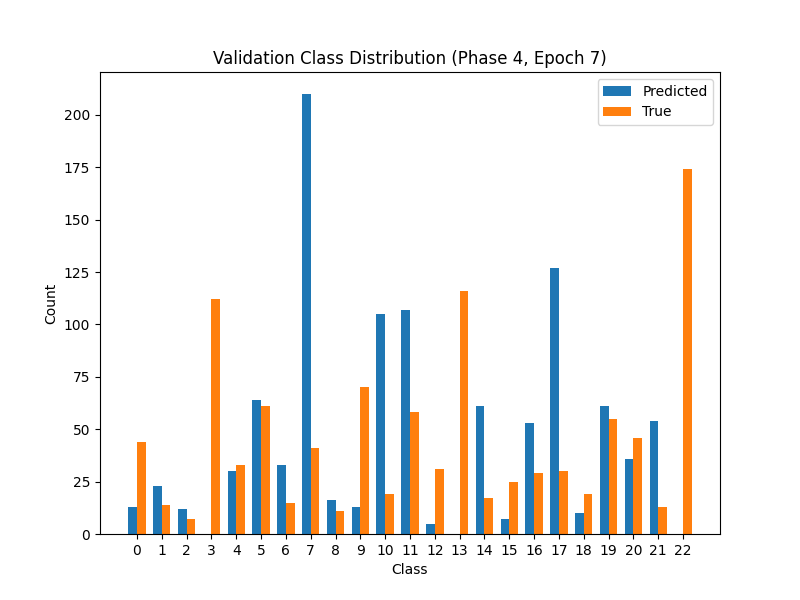 Validation Class Distribution (Phase 4, Epoch 7)
Predicted
True
200
175
150
125
100
75
50
25
0
Count
0 1 2 3 4 5 6 7 8 9 10 11 12 13 14 15 16 17 18 19 20 21 22
Class